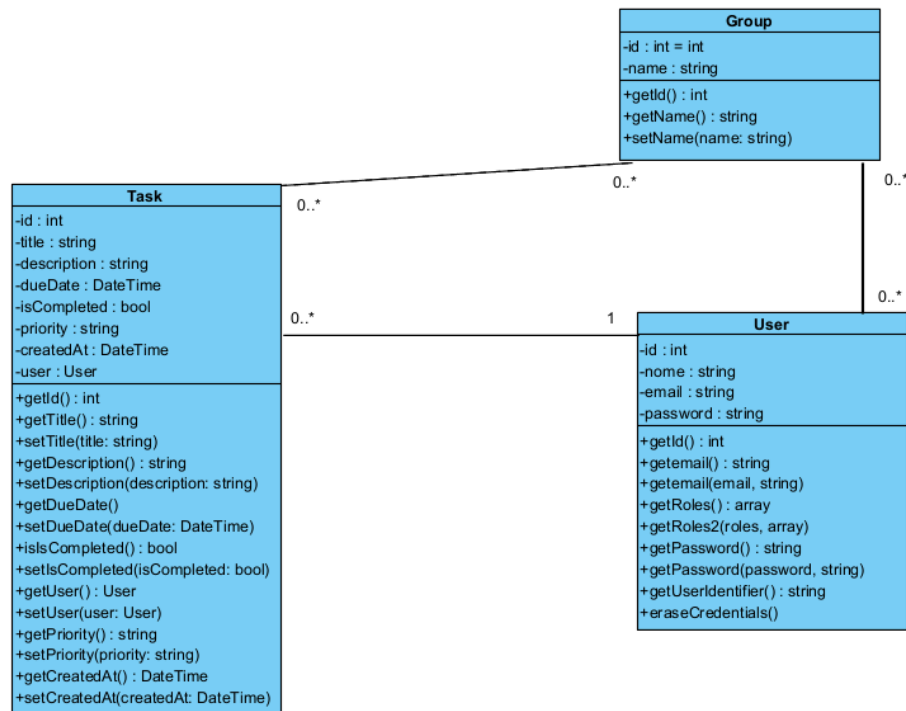 Group
-id : int = int
-name : string
+getId() : int
+getName() : string
+setName(name: string)
0..*
0..*
0..*
0..*
Task
-id : int
-title : string
-description : string
-dueDate : DateTime
-isCompleted : bool
-priority : string
-createdAt : DateTime
-user : User
+getId() : int
+getTitle() : string
+setTitle(title: string)
+getDescription() : string
+setDescription(description: string)
+getDueDate()
+setDueDate(dueDate: DateTime)
+isIsCompleted() : bool
+setIsCompleted(isCompleted: bool)
+getUser() : User
+setUser(user: User)
+getPriority() : string
+setPriority(priority: string)
+getCreatedAt() : DateTime
+setCreatedAt(createdAt: DateTime)
0..*
1
User
-id : int
-nome : string
-email : string
-password : string
+getId() : int
+getemail() : string
+getemail(email, string)
+getRoles() : array
+getRoles2(roles, array)
+getPassword() : string
+getPassword(password, string)
+getUserIdentifier() : string
+eraseCredentials()